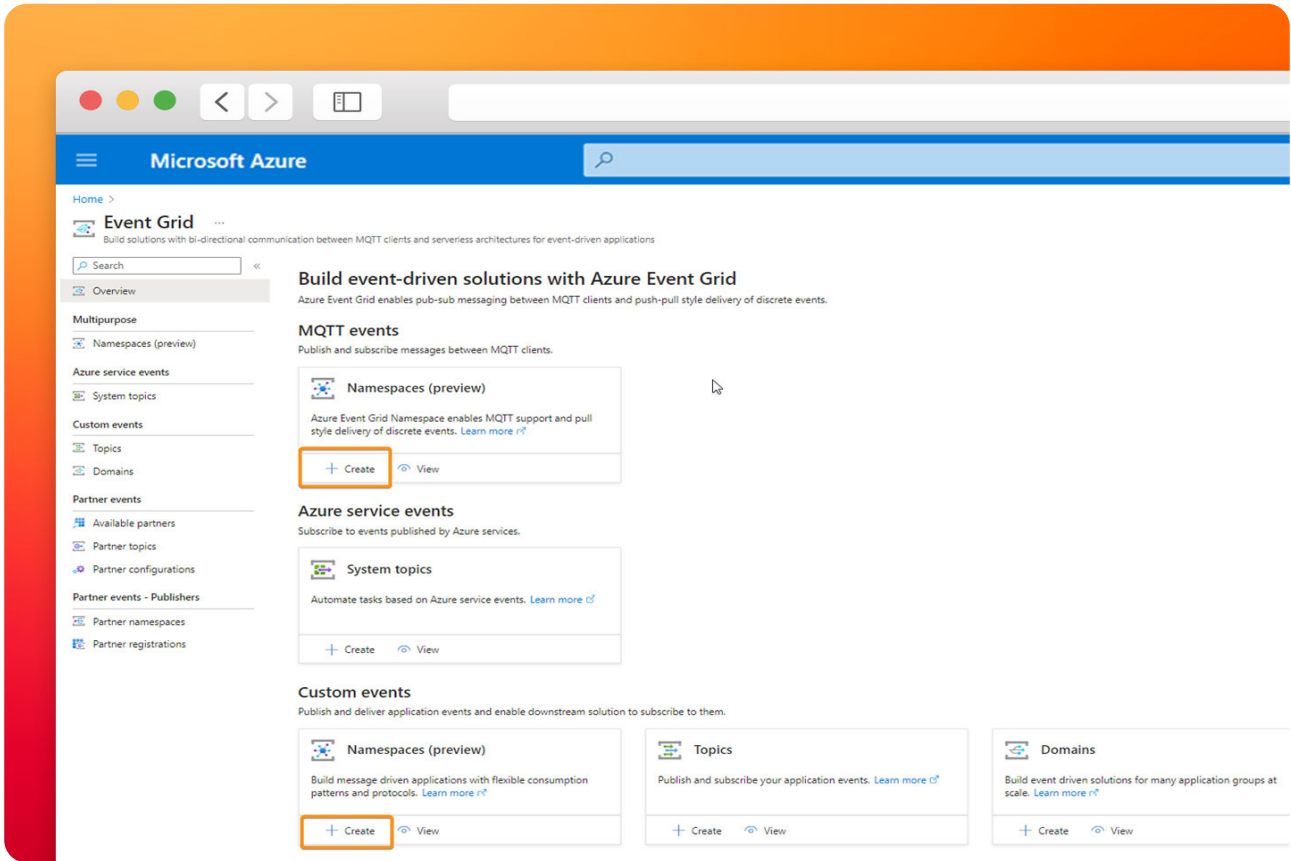 Microsoft Azure
Home >
Event Grid ...
Build solutions with bi-directional communication between MQTT clients and serverless architectures for event-driven applications
Search «
Overview
Multipurpose
Namespaces (preview)
Azure service events
System topics
Custom events
Topics
Domains
Partner events
Available partners
Partner topics
Partner configurations
Partner events - Publishers
Partner namespaces
Partner registrations
Build event-driven solutions with Azure Event Grid
Azure Event Grid enables pub-sub messaging between MQTT clients and push-pull style delivery of discrete events.
MQTT events
Publish and subscribe messages between MQTT clients.
Namespaces (preview)
Azure Event Grid Namespace enables MQTT support and pull
style delivery of discrete events. Learn more
+ Create View
Azure service events
Subscribe to events published by Azure services.
System topics
Automate tasks based on Azure service events. Learn more
+ Create View
Custom events
Publish and deliver application events and enable downstream solution to subscribe to them.
Namespaces (preview)
Build message driven applications with flexible consumption
patterns and protocols. Learn more
+ Create View
Topics
Publish and subscribe your application events. Learn more
+ Create View
Domains
Build event driven solutions for many application groups at
scale. Learn more
+ Create View